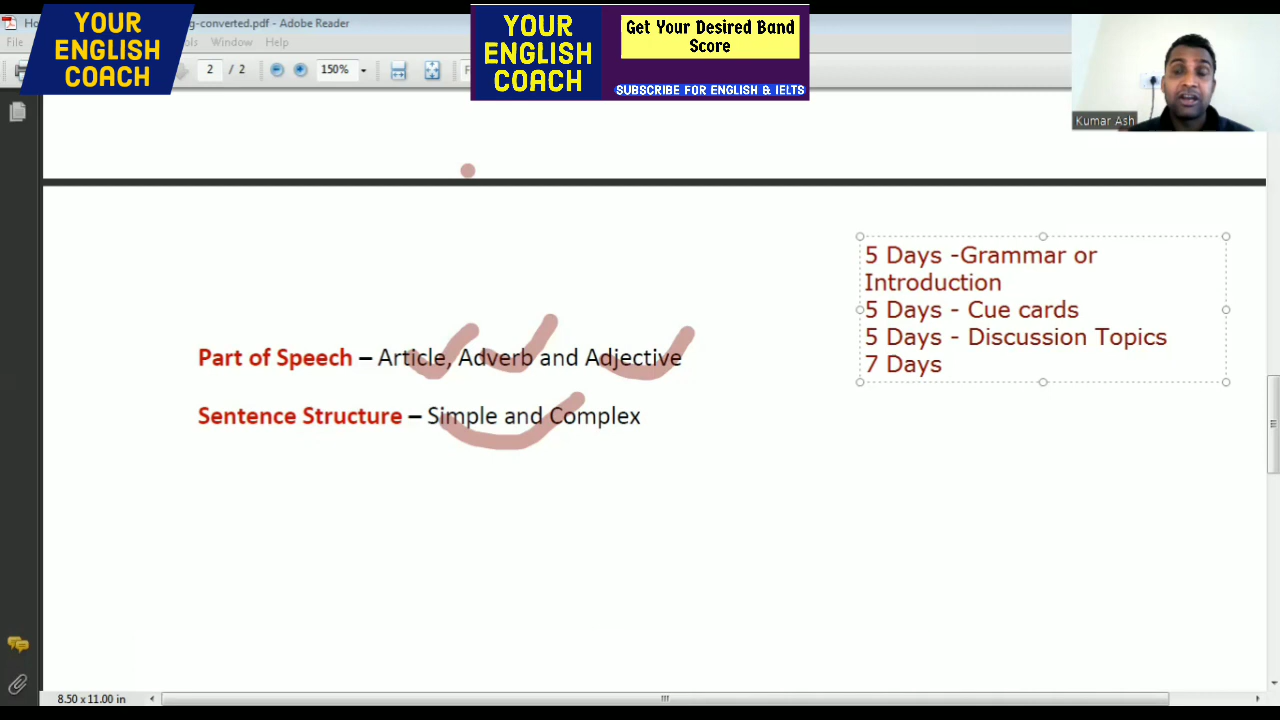 YOUR
ENGLISH
COACH
-converted.pdf - Adobe Reader
Window Help
2 / 2
150%
YOUR
ENGLISH
COACH
Get Your Desired Band
Score
SUBSCRIBE FOR ENGLISH & IELTS
Kumar Ash
5 Days -Grammar or
Introduction
5 Days - Cue cards
5 Days - Discussion Topics
7 Days
Part of Speech – Article, Adverb and Adjective
Sentence Structure – Simple and Complex
8.50 x 11.00 in